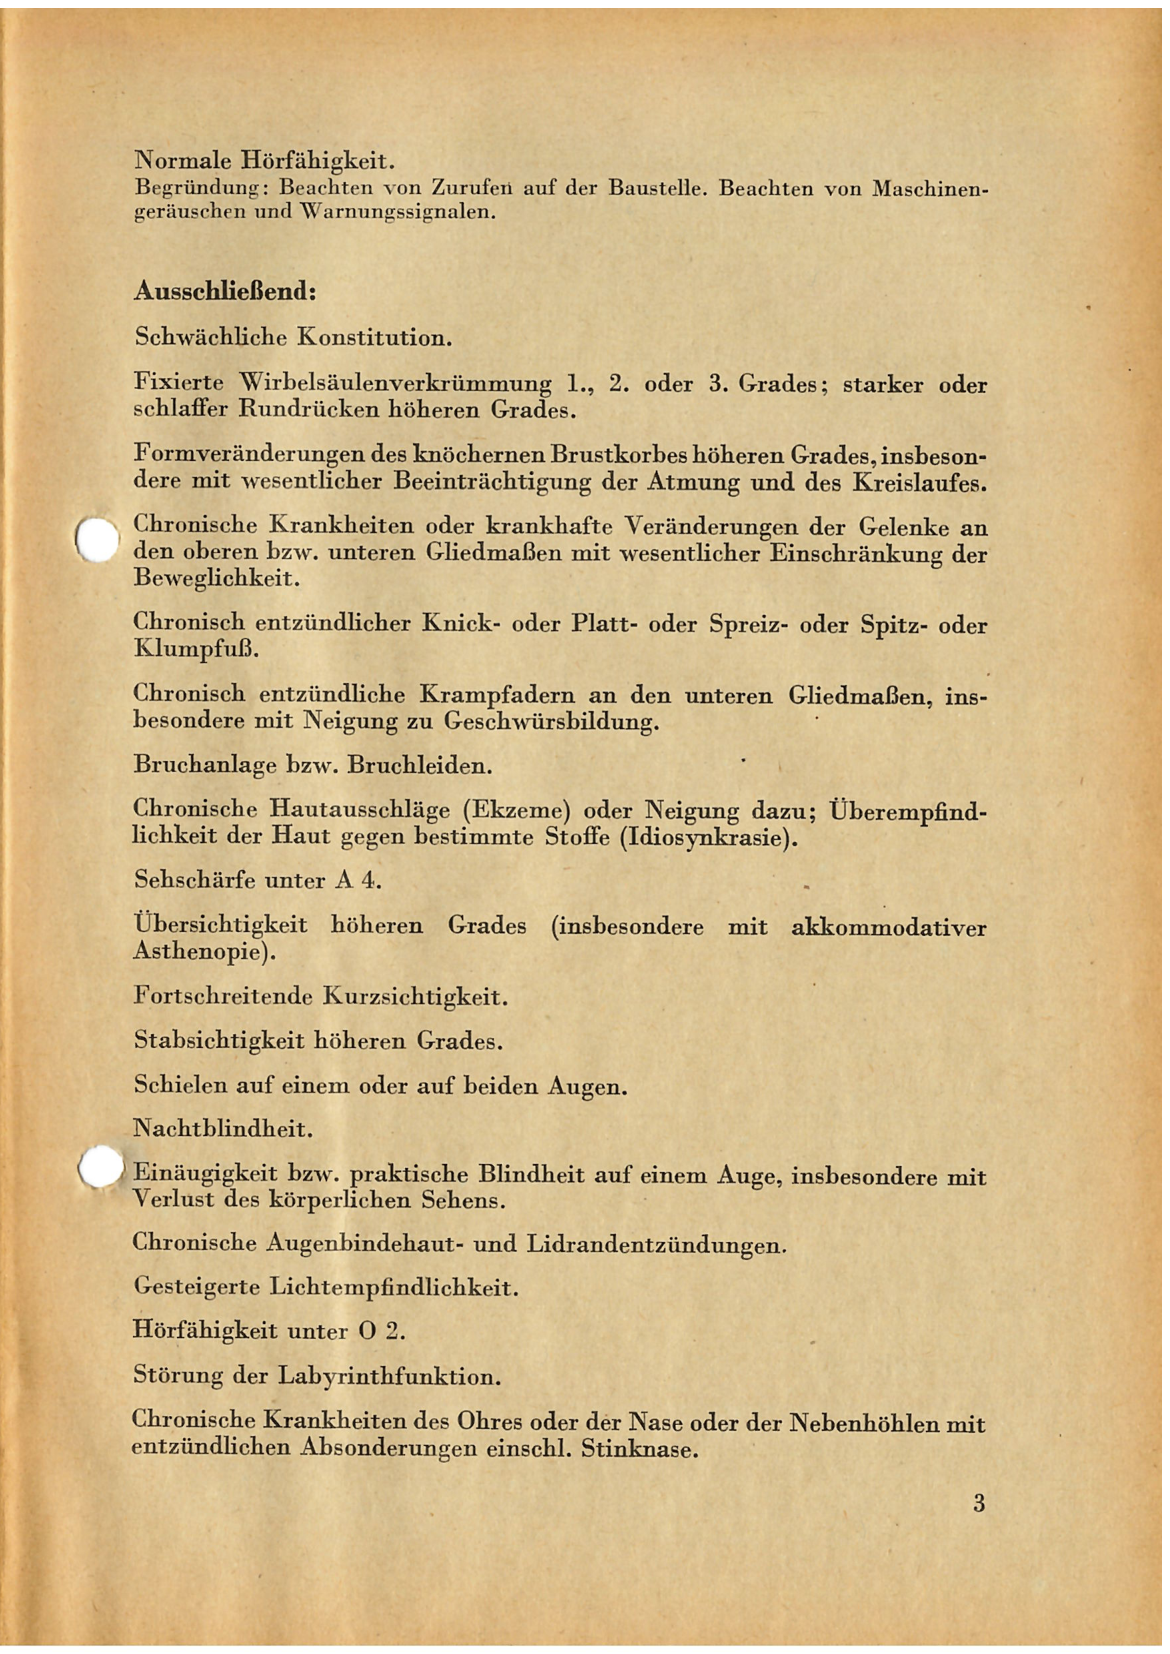 Normale Hörfähigkeit.
Begründung: Beachten von Zurufen auf der Baustelle. Beachten von Maschinen-
geräuschen und Warnungssignalen.
Ausschließend:
Schwächliche Konstitution.
Fixierte Wirbelsäulenverkrümmung 1., 2. oder 3. Grades; starker oder
schlaffer Rundrücken höheren Grades.
Formveränderungen des knöchernen Brustkorbes höheren Grades, insbeson-
dere mit wesentlicher Beeinträchtigung der Atmung und des Kreislaufes.
Chronische Krankheiten oder krankhafte Veränderungen der Gelenke an
den oberen bzw. unteren Gliedmaßen mit wesentlicher Einschränkung der
Beweglichkeit.
Chronisch entzündlicher Knick- oder Platt- oder Spreiz- oder Spitz- oder
Klumpfuß.
Chronisch entzündliche Krampfadern an den unteren Gliedmaßen, ins-
besondere mit Neigung zu Geschwürsbildung.
Bruchanlage bzw. Bruchleiden.
Chronische Hautausschläge (Ekzeme) oder Neigung dazu; Überempfind-
lichkeit der Haut gegen bestimmte Stoffe (Idiosynkrasie).
Sehschärfe unter A 4.
Übersichtigkeit höheren Grades (insbesondere mit akkommodativer
Asthenopie).
Fortschreitende Kurzsichtigkeit.
Stabsichtigkeit höheren Grades.
Schielen auf einem oder auf beiden Augen.
Nachtblindheit.
Einäugigkeit bzw. praktische Blindheit auf einem Auge, insbesondere mit
Verlust des körperlichen Sehens.
Chronische Augenbindehaut- und Lidrandentzündungen.
Gesteigerte Lichtempfindlichkeit.
Hörfähigkeit unter O 2.
Störung der Labyrinthfunktion.
Chronische Krankheiten des Ohres oder der Nase oder der Nebenhöhlen mit
entzündlichen Absonderungen einschl. Stinknase.
3